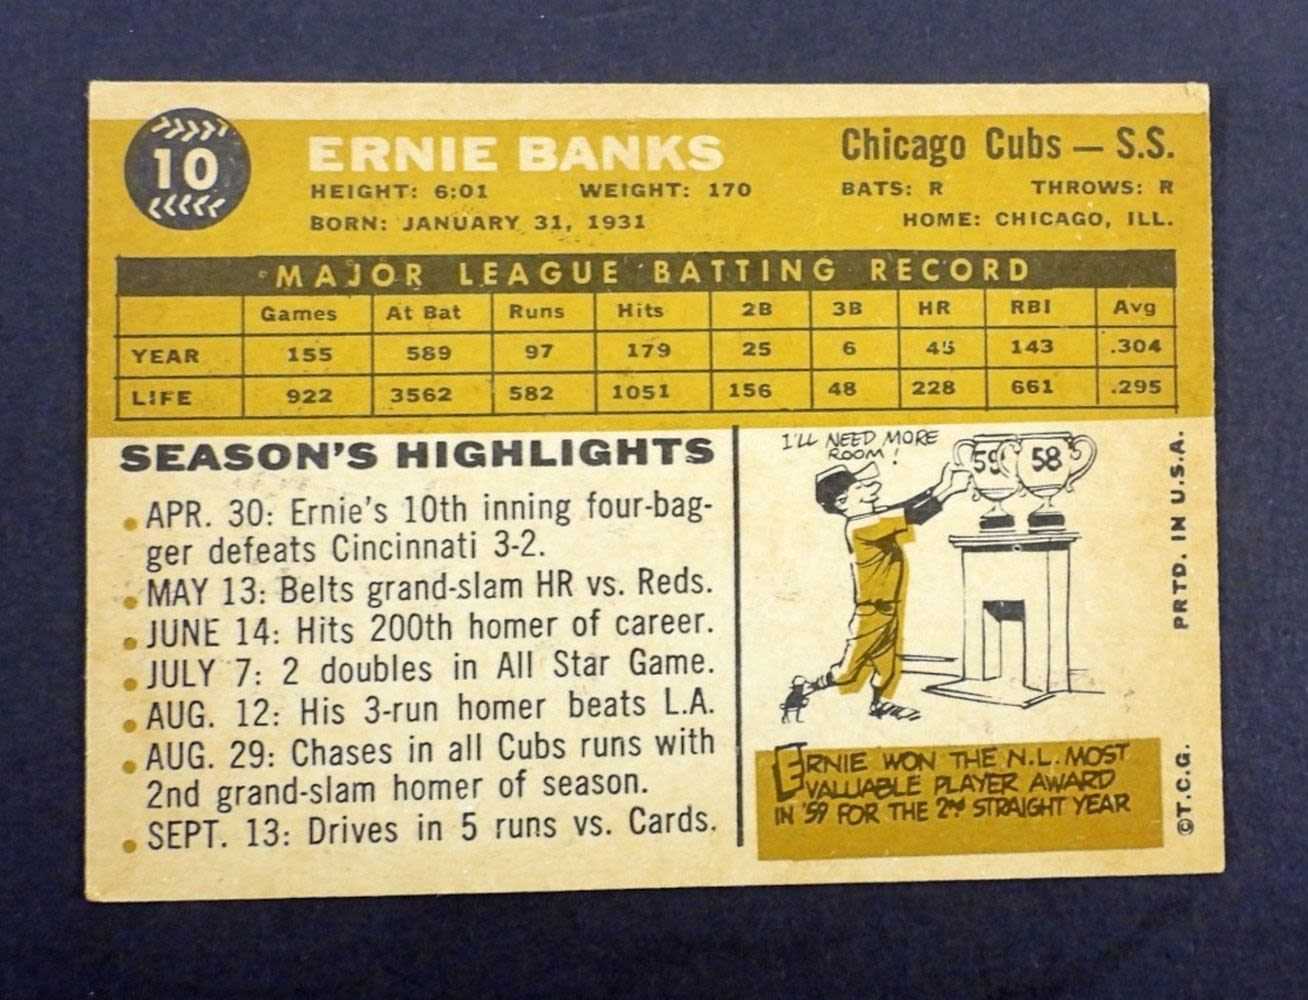 10
ERNIE BANKS
Chicago Cubs — S.S.
HEIGHT: 6:01 WEIGHT: 170 BATS: R THROWS: R
BORN: JANUARY 31, 1931 HOME: CHICAGO, ILL.
MAJOR LEAGUE BATTING RECORD
Games At Bat Runs Hits 2B 3B HR RBI Avg
YEAR 155 589 97 179 25 6 45 143 .304
LIFE 922 3562 582 1051 156 48 228 661 .295
SEASON'S HIGHLIGHTS
• APR. 30: Ernie's 10th inning four-bag-
ger defeats Cincinnati 3-2.
• MAY 13: Belts grand-slam HR vs. Reds.
• JUNE 14: Hits 200th homer of career.
• JULY 7: 2 doubles in All Star Game.
• AUG. 12: His 3-run homer beats L.A.
• AUG. 29: Chases in all Cubs runs with
2nd grand-slam homer of season.
• SEPT. 13: Drives in 5 runs vs. Cards.
I'LL NEED MORE
ROOM!
59 58
ERNIE WON THE N.L. MOST
VALUABLE PLAYER AWARD
IN '59 FOR THE 2ND STRAIGHT YEAR
©T.C.G. PRTD. IN U.S.A.